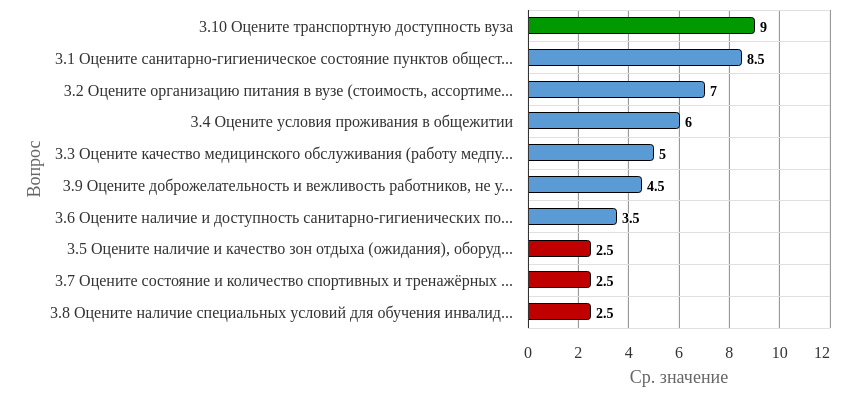 3.10 Оцените транспортную доступность вуза 9
3.1 Оцените санитарно-гигиеническое состояние пунктов общест... 8.5
3.2 Оцените организацию питания в вузе (стоимость, ассортиме... 7
3.4 Оцените условия проживания в общежитии 6
3.3 Оцените качество медицинского обслуживания (работу медпу... 5
3.9 Оцените доброжелательность и вежливость работников, не у... 4.5
3.6 Оцените наличие и доступность санитарно-гигиенических по... 3.5
3.5 Оцените наличие и качество зон отдыха (ожидания), оборуд... 2.5
3.7 Оцените состояние и количество спортивных и тренажёрных ... 2.5
3.8 Оцените наличие специальных условий для обучения инвалид... 2.5
Вопрос
0 2 4 6 8 10 12
Ср. значение